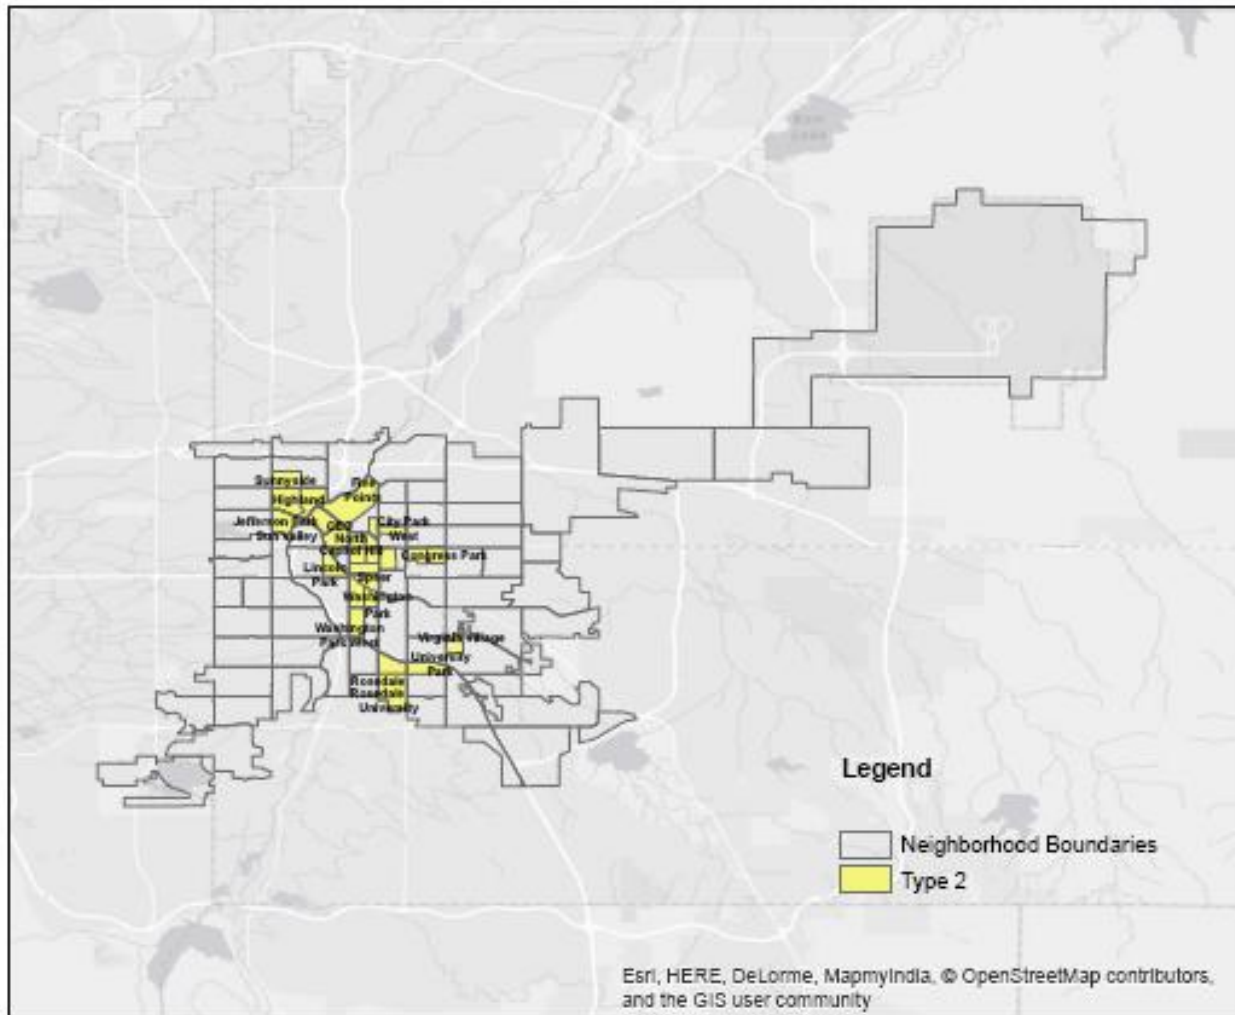 Sunnyside
Five
Points
Highland
Jefferson Park
Sun Valley
CBD
City Park
West
North
Capitol Hill
Congress Park
Lincoln
Park
Speer
Washington
Park
Washington
Park West
Virginia Village
University
Park
Rosedale
Rosedale
University
Legend
Neighborhood Boundaries
Type 2
Esri, HERE, DeLorme, MapmyIndia, © OpenStreetMap contributors,
and the GIS user community